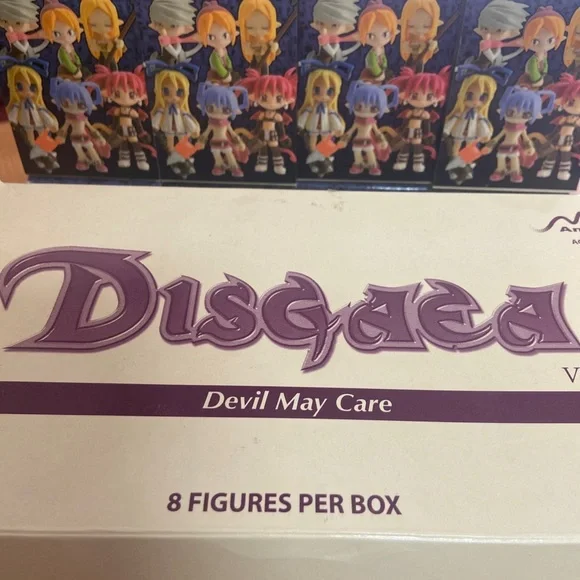 DISGAEA
V
Devil May Care
8 FIGURES PER BOX